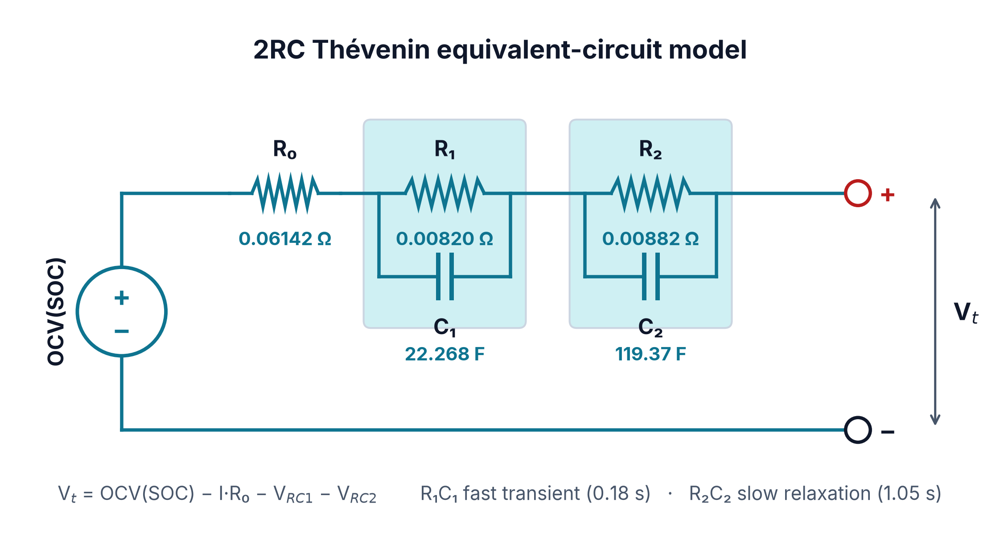 2RC Thévenin equivalent-circuit model
R₀
R₁
R₂
0.06142 Ω
0.00820 Ω
0.00882 Ω
+
OCV(SOC)
+
−
C₁
C₂
22.268 F
119.37 F
Vₜ
−
Vₜ = OCV(SOC) − I·R₀ − V_RC1 − V_RC2
R₁C₁ fast transient (0.18 s) · R₂C₂ slow relaxation (1.05 s)